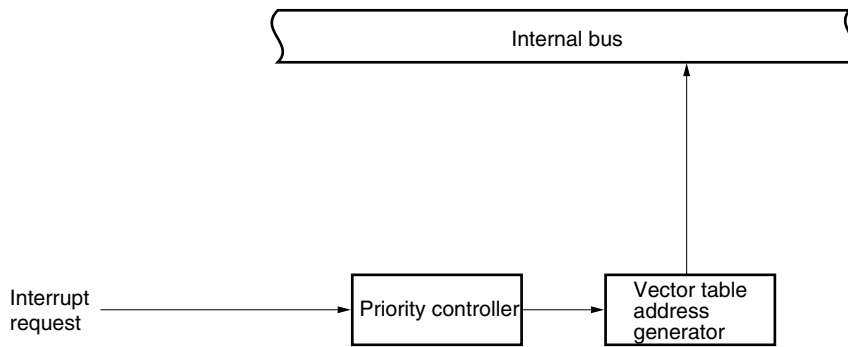 Internal bus
Interrupt
request
Priority controller
Vector table
address
generator